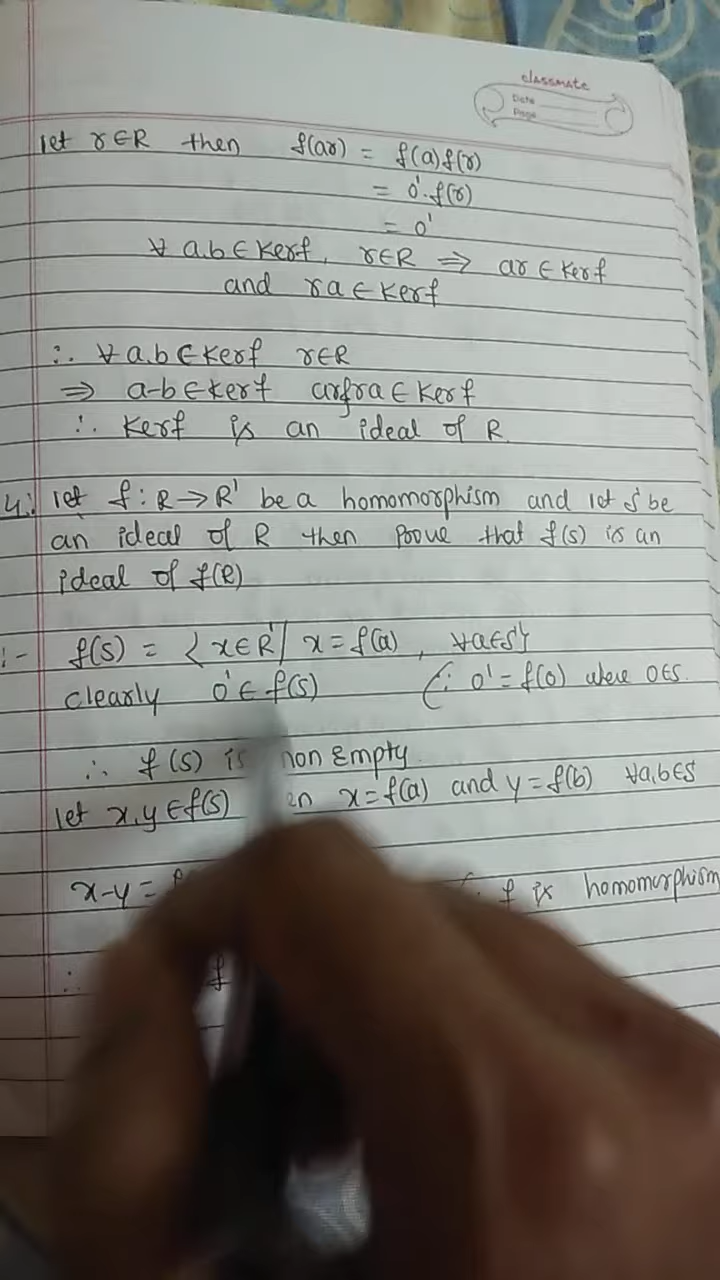 classmate
Date
Page
let r∈R then f(ar) = f(a)f(r)
= 0'.f(r)
= 0'
∀ a,b ∈ Kerf, r∈R ⇒ ar ∈ Kerf
and ra ∈ Kerf
∴ ∀ a,b ∈ Kerf r∈R
⇒ a-b ∈ Kerf ar ra ∈ Kerf
∴ Kerf is an ideal of R
4: let f: R→R' be a homomorphism and let S be
an ideal of R then prove that f(s) is an
ideal of f(R)
:- f(s) = {x∈R'/ x = f(a), ∀a∈S}
clearly 0' ∈ f(s) (∵ 0' = f(0) where 0∈S.
∴ f(s) is non Empty
let x,y ∈ f(s) x = f(a) and y = f(b) ∀a,b∈S
x-y = f is homomorphism
∴ f